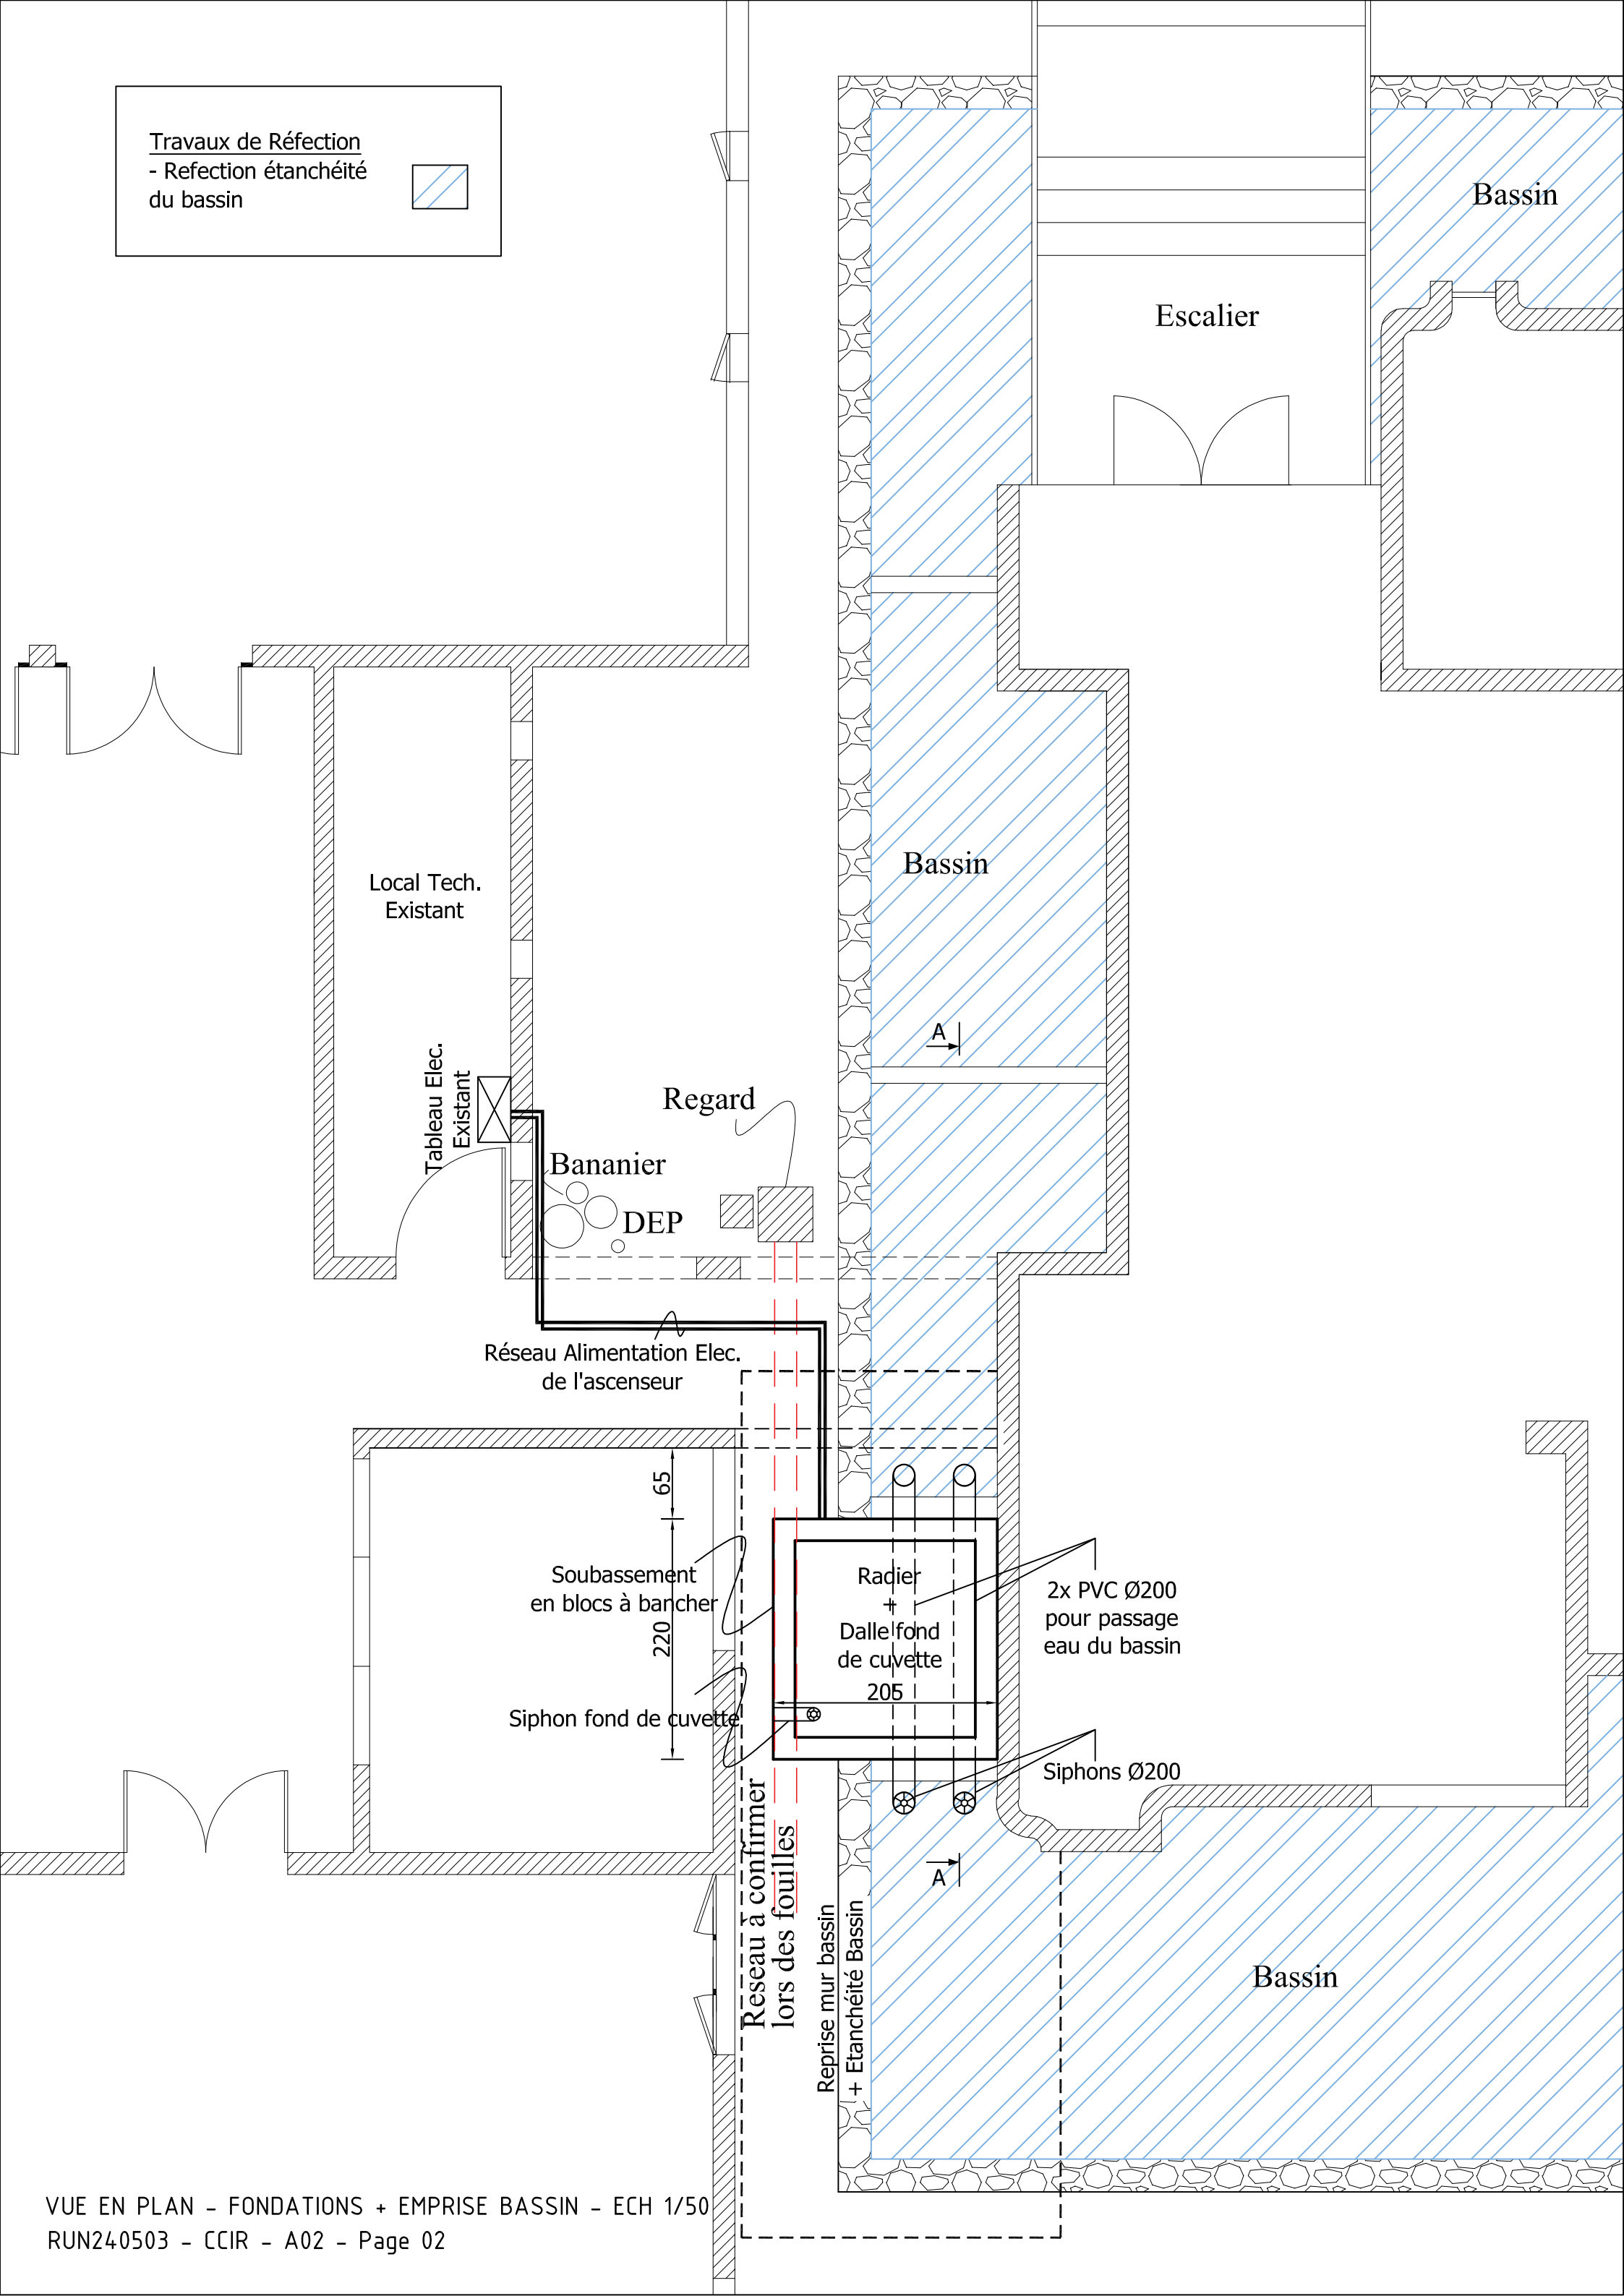 Travaux de Réfection
- Refection étanchéité
du bassin
Bassin
Escalier
Bassin
Local Tech.
Existant
A
Tableau Elec.
Existant
Regard
Bananier
DEP
Réseau Alimentation Elec.
de l'ascenseur
65
220
Soubassement
en blocs à bancher
Radier
+
Dalle fond
de cuvette
205
2x PVC Ø200
pour passage
eau du bassin
Siphon fond de cuvette
Siphons Ø200
Reseau a confirmer
lors des fouilles
Reprise mur bassin
+ Etanchéité Bassin
A
Bassin
VUE EN PLAN - FONDATIONS + EMPRISE BASSIN - ECH 1/50
RUN240503 - CCIR - A02 - Page 02